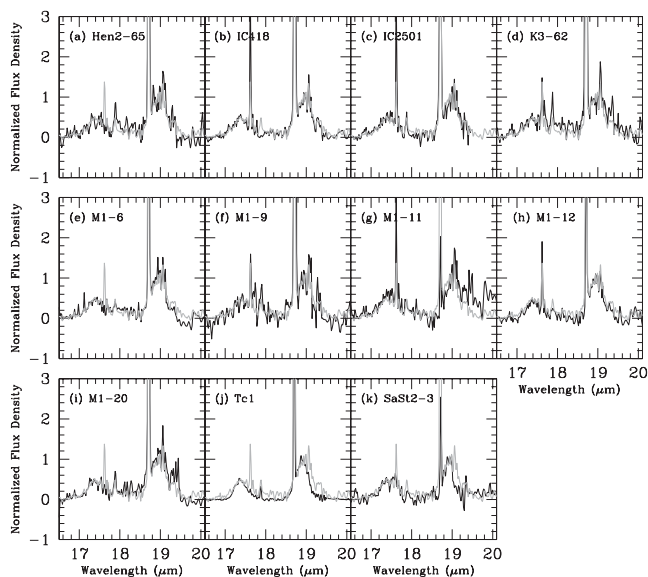 Normalized Flux Density
3
2
1
0
−1
(a) Hen2−65
(b) IC418
(c) IC2501
(d) K3−62
Normalized Flux Density
3
2
1
0
−1
(e) M1−6
(f) M1−9
(g) M1−11
(h) M1−12
17 18 19 20
Wavelength (μm)
Normalized Flux Density
3
2
1
0
−1
(i) M1−20
(j) Tc1
(k) SaSt2−3
17 18 19 20
17 18 19 20
17 18 19 20
Wavelength (μm)
Wavelength (μm)
Wavelength (μm)